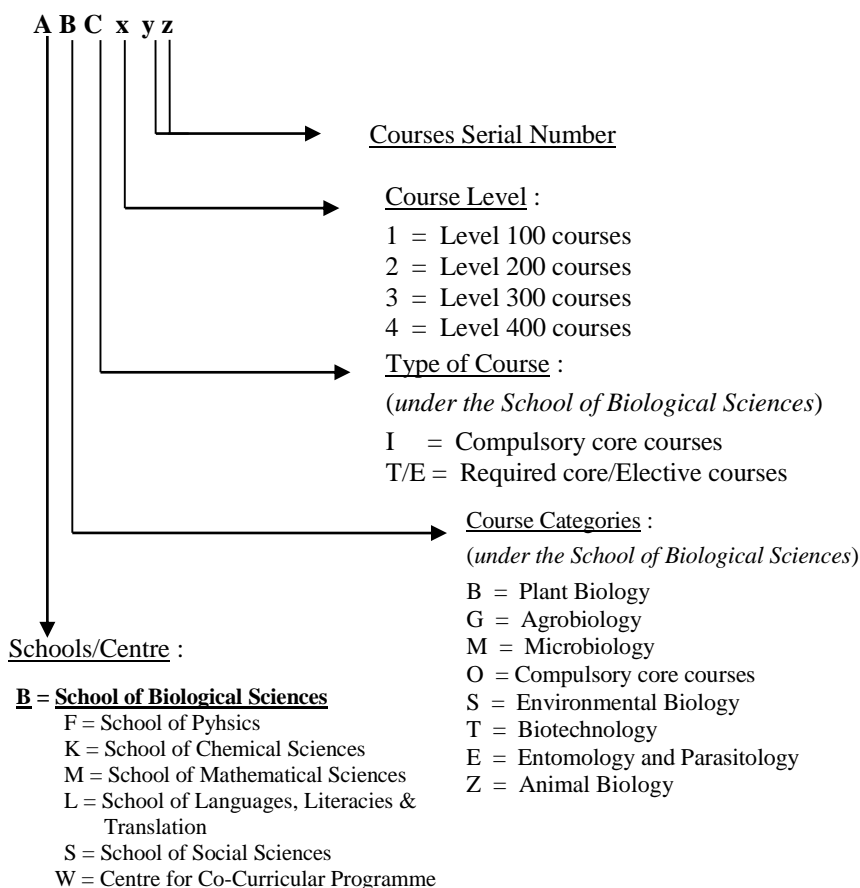 A B C x y z
Courses Serial Number
Course Level :
1 = Level 100 courses
2 = Level 200 courses
3 = Level 300 courses
4 = Level 400 courses
Type of Course :
(under the School of Biological Sciences)
I = Compulsory core courses
T/E = Required core/Elective courses
Course Categories :
(under the School of Biological Sciences)
B = Plant Biology
G = Agrobiology
M = Microbiology
O = Compulsory core courses
S = Environmental Biology
T = Biotechnology
E = Entomology and Parasitology
Z = Animal Biology
Schools/Centre :
B = School of Biological Sciences
F = School of Pyhsics
K = School of Chemical Sciences
M = School of Mathematical Sciences
L = School of Languages, Literacies &
Translation
S = School of Social Sciences
W = Centre for Co-Curricular Programme